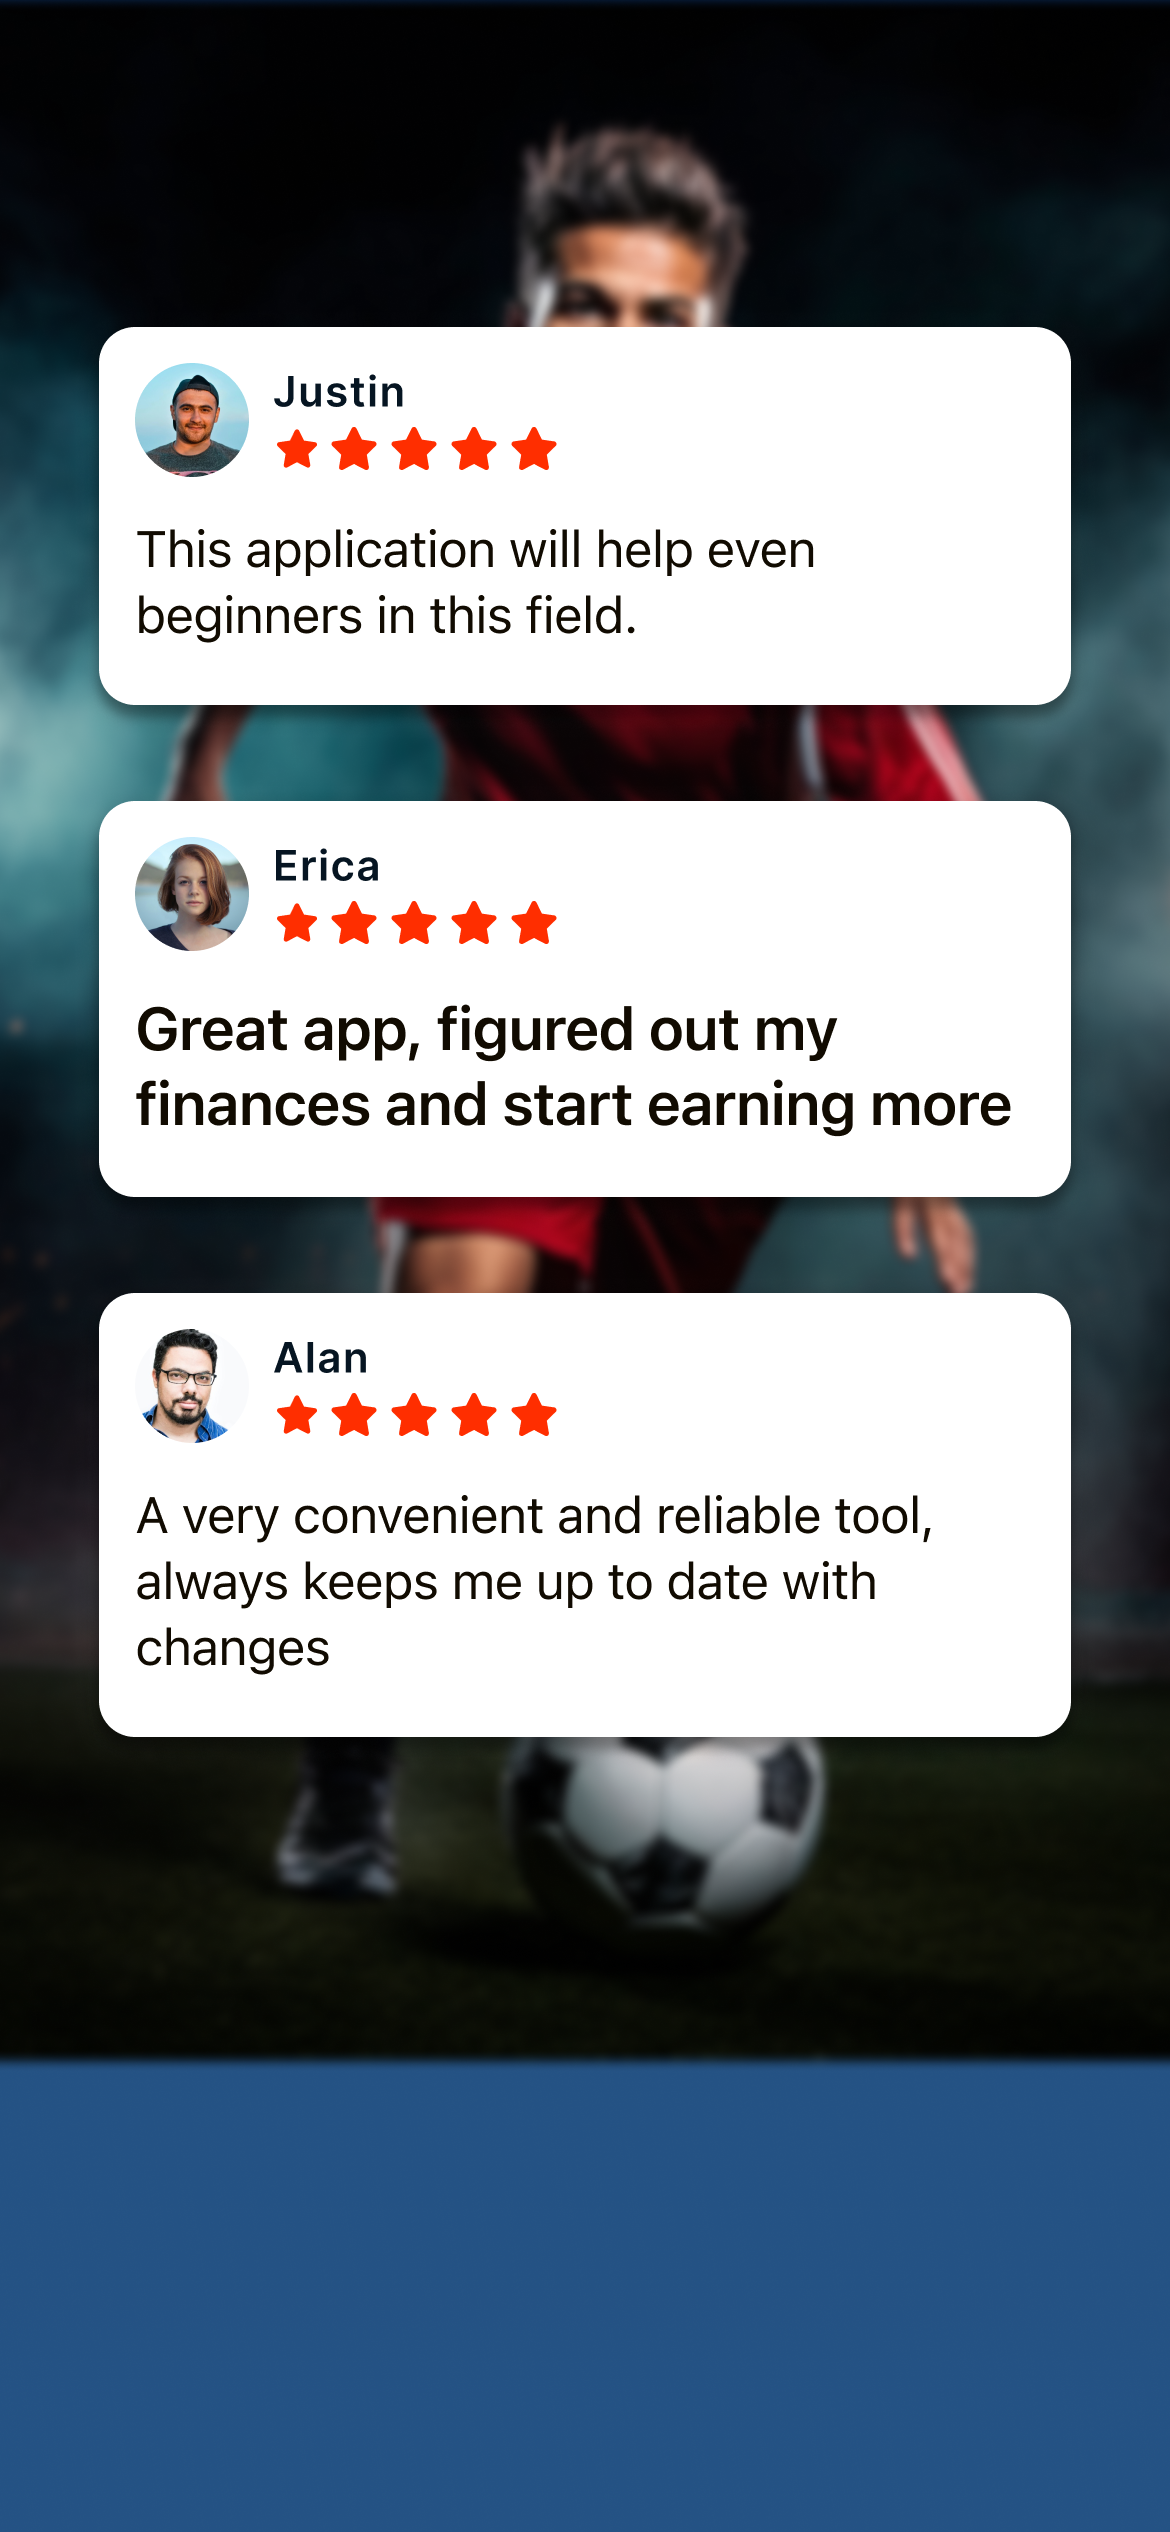 Justin
This application will help even
beginners in this field.
Erica
Great app, figured out my
finances and start earning more
Alan
A very convenient and reliable tool,
always keeps me up to date with
changes